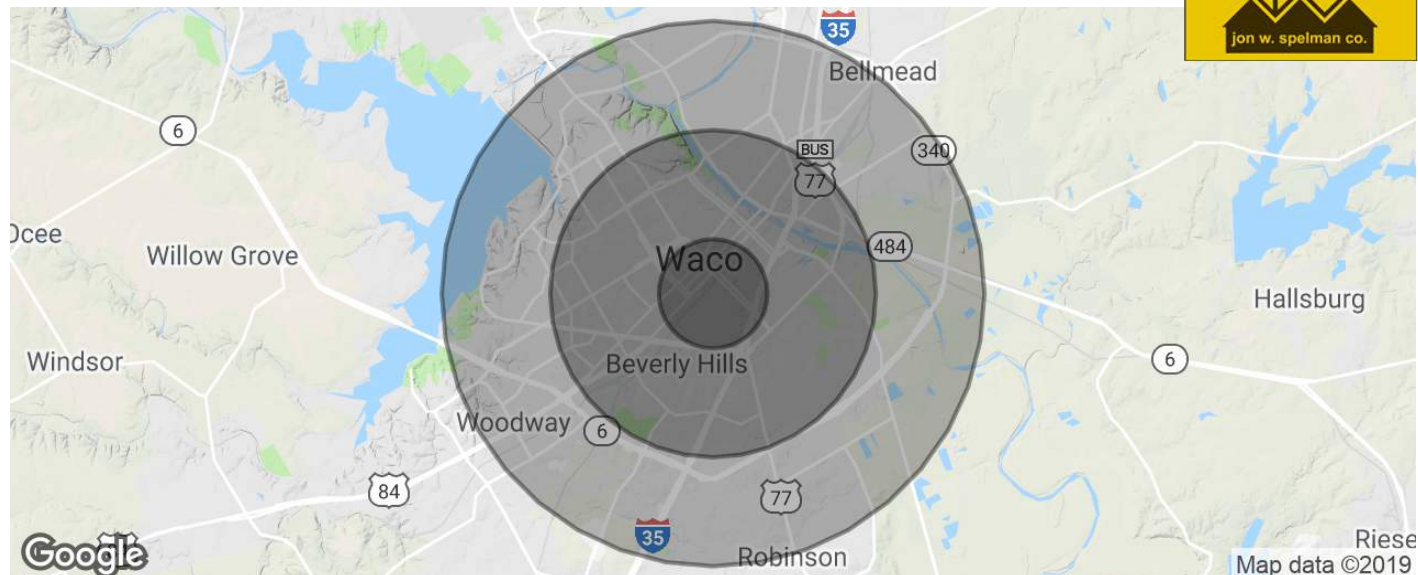 jon w. spelman co.
35
Bellmead
6
BUS
77
340
Ocee
Willow Grove
Waco
484
Hallsburg
Windsor
Beverly Hills
6
Woodway
6
84
77
35
Robinson
Riese
Google
Map data ©2019